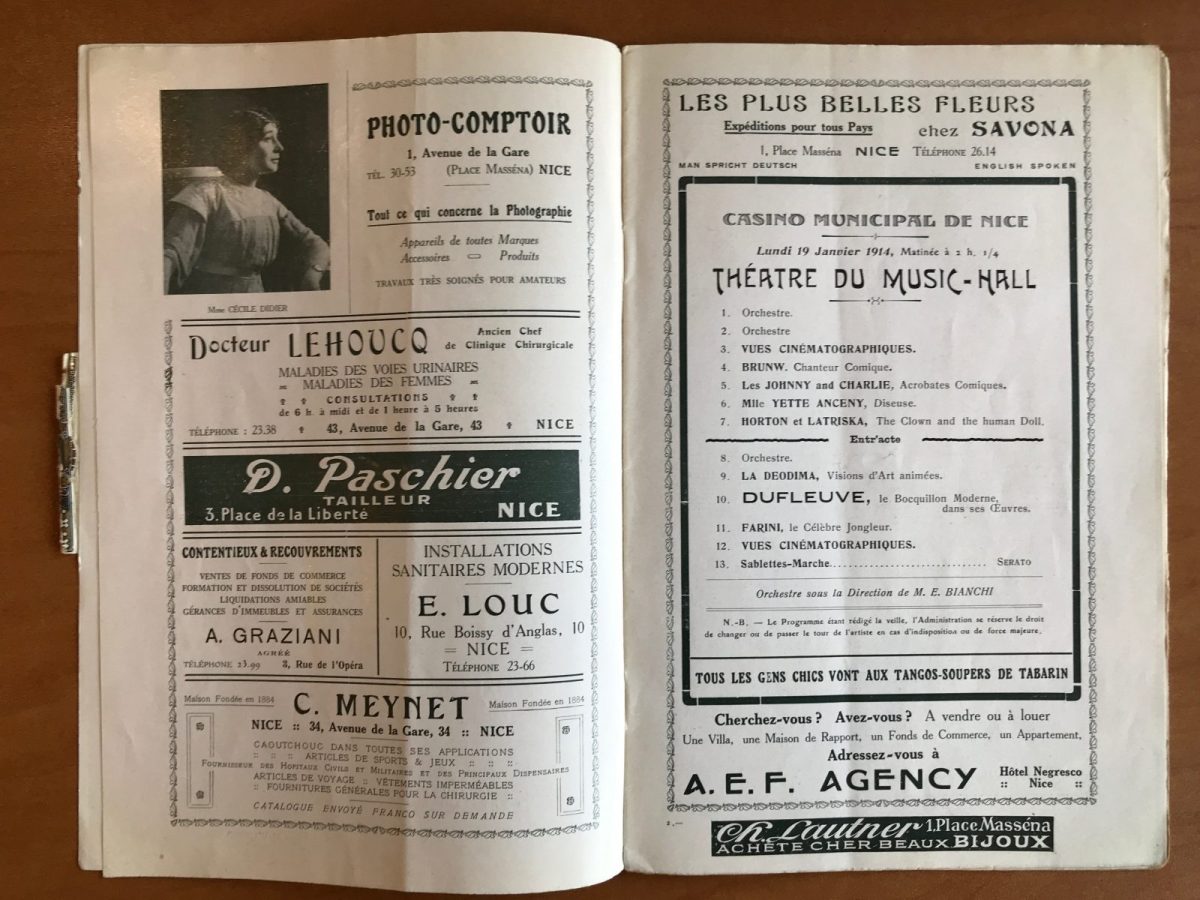 Mme CÉCILE DIDIER
PHOTO-COMPTOIR
1, Avenue de la Gare
TÉL. 30-53 (PLACE MASSÉNA) NICE
Tout ce qui concerne la Photographie
Appareils de toutes Marques
Accessoires Produits
TRAVAUX TRÈS SOIGNÉS POUR AMATEURS
Docteur LEHOUCQ Ancien Chef de Clinique Chirurgicale
MALADIES DES VOIES URINAIRES
MALADIES DES FEMMES
CONSULTATIONS
de 6 h. à midi et de 1 heure à 5 heures
TÉLÉPHONE : 23.38 43, Avenue de la Gare, 43 NICE
D. Paschier
TAILLEUR
3. Place de la Liberté NICE
CONTENTIEUX & RECOUVREMENTS
VENTES DE FONDS DE COMMERCE
FORMATION ET DISSOLUTION DE SOCIÉTÉS
LIQUIDATIONS AMIABLES
GÉRANCES D'IMMEUBLES ET ASSURANCES
A. GRAZIANI
AGRÉÉ
TÉLÉPHONE 23.99 8, Rue de l'Opéra
INSTALLATIONS
SANITAIRES MODERNES
E. LOUC
10, Rue Boissy d'Anglas, 10
= NICE =
TÉLÉPHONE 23-66
Maison Fondée en 1884 C. MEYNET Maison Fondée en 1884
NICE :: 34, Avenue de la Gare, 34 :: NICE
CAOUTCHOUC DANS TOUTES SES APPLICATIONS
:: :: :: ARTICLES DE SPORTS & JEUX :: :: ::
FOURNISSEUR DES HOPITAUX CIVILS ET MILITAIRES ET DES PRINCIPAUX DISPENSAIRES
ARTICLES DE VOYAGE :: VÊTEMENTS IMPERMÉABLES
:: FOURNITURES GÉNÉRALES POUR LA CHIRURGIE ::
CATALOGUE ENVOYÉ FRANCO SUR DEMANDE
LES PLUS BELLES FLEURS
Expéditions pour tous Pays chez SAVONA
1, Place Masséna NICE TÉLÉPHONE 26.14
MAN SPRICHT DEUTSCH ENGLISH SPOKEN
CASINO MUNICIPAL DE NICE
Lundi 19 Janvier 1914, Matinée à 2 h. 1/4
THÉATRE DU MUSIC-HALL
1. Orchestre.
2. Orchestre
3. VUES CINÉMATOGRAPHIQUES.
4. BRUNW. Chanteur Comique.
5. Les JOHNNY and CHARLIE, Acrobates Comiques.
6. Mlle YETTE ANCENY, Diseuse.
7. HORTON et LATRISKA, The Clown and the human Doll.
Entr'acte
8. Orchestre.
9. LA DEODIMA, Visions d'Art animées.
10. DUFLEUVE, le Bocquillon Moderne,
dans ses Œuvres.
11. FARINI, le Célèbre Jongleur.
12. VUES CINÉMATOGRAPHIQUES.
13. Sablettes-Marche.............................. SERATO
Orchestre sous la Direction de M. E. BIANCHI
N.-B. — Le Programme étant rédigé la veille, l'Administration se réserve le droit
de changer ou de passer le tour de l'artiste en cas d'indisposition ou de force majeure.
TOUS LES GENS CHICS VONT AUX TANGOS-SOUPERS DE TABARIN
Cherchez-vous ? Avez-vous ? A vendre ou à louer
Une Villa, une Maison de Rapport, un Fonds de Commerce, un Appartement,
Adressez-vous à
A. E. F. AGENCY Hôtel Negresco
:: Nice ::
2,—
Ch. Lautner 1, Place Masséna
ACHÈTE CHER BEAUX BIJOUX